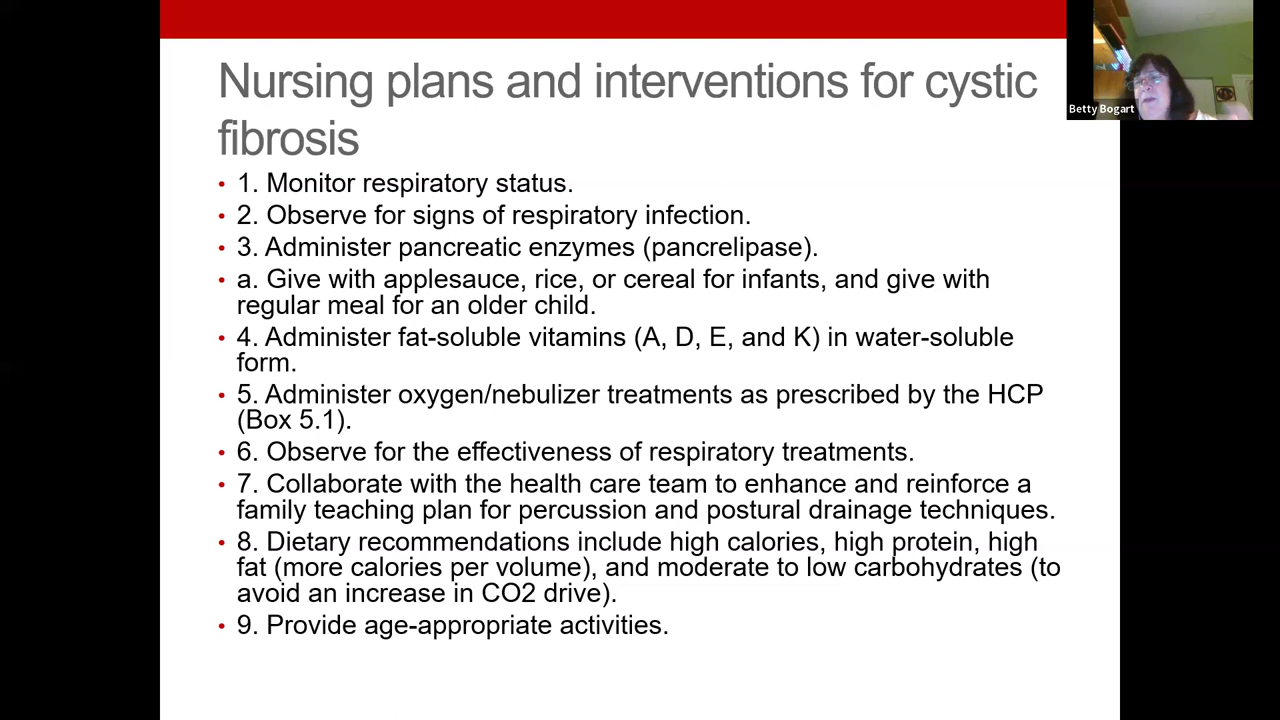 Nursing plans and interventions for cystic
fibrosis
Betty Bogart
• 1. Monitor respiratory status.
• 2. Observe for signs of respiratory infection.
• 3. Administer pancreatic enzymes (pancrelipase).
• a. Give with applesauce, rice, or cereal for infants, and give with
regular meal for an older child.
• 4. Administer fat-soluble vitamins (A, D, E, and K) in water-soluble
form.
• 5. Administer oxygen/nebulizer treatments as prescribed by the HCP
(Box 5.1).
• 6. Observe for the effectiveness of respiratory treatments.
• 7. Collaborate with the health care team to enhance and reinforce a
family teaching plan for percussion and postural drainage techniques.
• 8. Dietary recommendations include high calories, high protein, high
fat (more calories per volume), and moderate to low carbohydrates (to
avoid an increase in CO2 drive).
• 9. Provide age-appropriate activities.